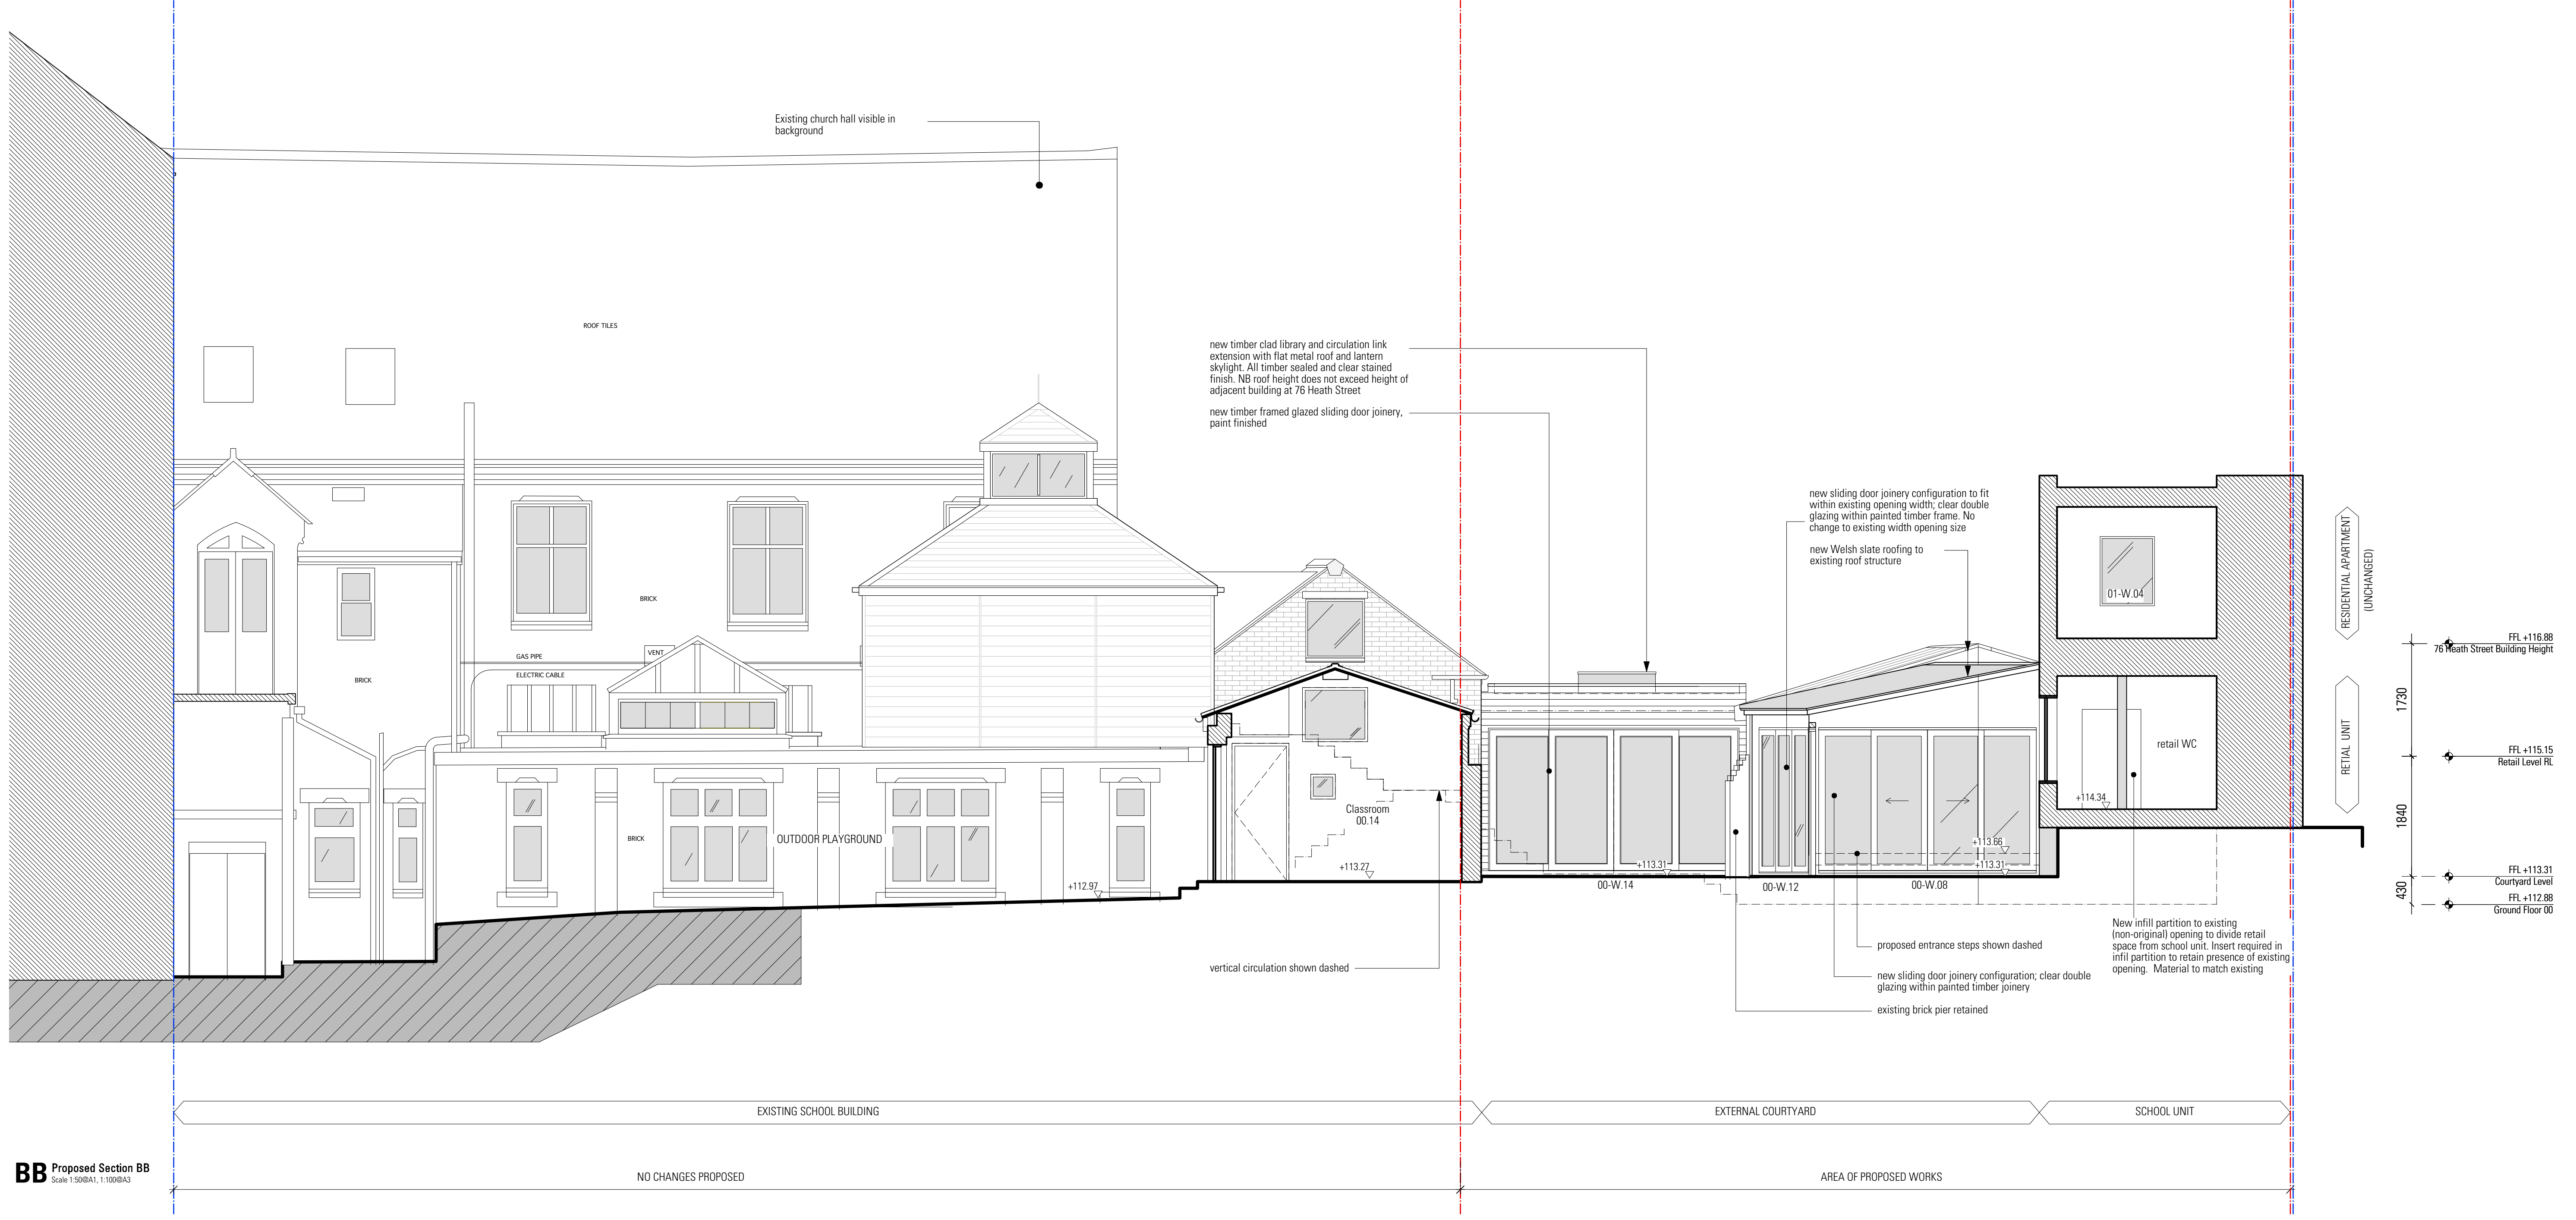 Existing church hall visible in
background
ROOF TILES
new timber clad library and circulation link
extension with flat metal roof and lantern
skylight. All timber sealed and clear stained
finish. NB roof height does not exceed height of
adjacent building at 76 Heath Street
new timber framed glazed sliding door joinery,
paint finished
new sliding door joinery configuration to fit
within existing opening width; clear double
glazing within painted timber frame. No
change to existing width opening size
new Welsh slate roofing to
existing roof structure
RESIDENTIAL APARTMENT
(UNCHANGED)
01-W.04
BRICK
VENT
GAS PIPE
ELECTRIC CABLE
BRICK
FFL +116.88
76 Heath Street Building Height
1730
RETIAL UNIT
retail WC
FFL +115.15
Retail Level RL
+114.34
1840
Classroom
00.14
BRICK
OUTDOOR PLAYGROUND
+113.66
+113.31
+113.31
+113.27
+112.97
00-W.14
00-W.12
00-W.08
FFL +113.31
Courtyard Level
430
FFL +112.88
Ground Floor 00
New infill partition to existing
(non-original) opening to divide retail
space from school unit. Insert required in
infil partition to retain presence of existing
opening. Material to match existing
proposed entrance steps shown dashed
vertical circulation shown dashed
new sliding door joinery configuration; clear double
glazing within painted timber joinery
existing brick pier retained
EXISTING SCHOOL BUILDING
EXTERNAL COURTYARD
SCHOOL UNIT
BB Proposed Section BB
Scale 1:50@A1, 1:100@A3
NO CHANGES PROPOSED
AREA OF PROPOSED WORKS